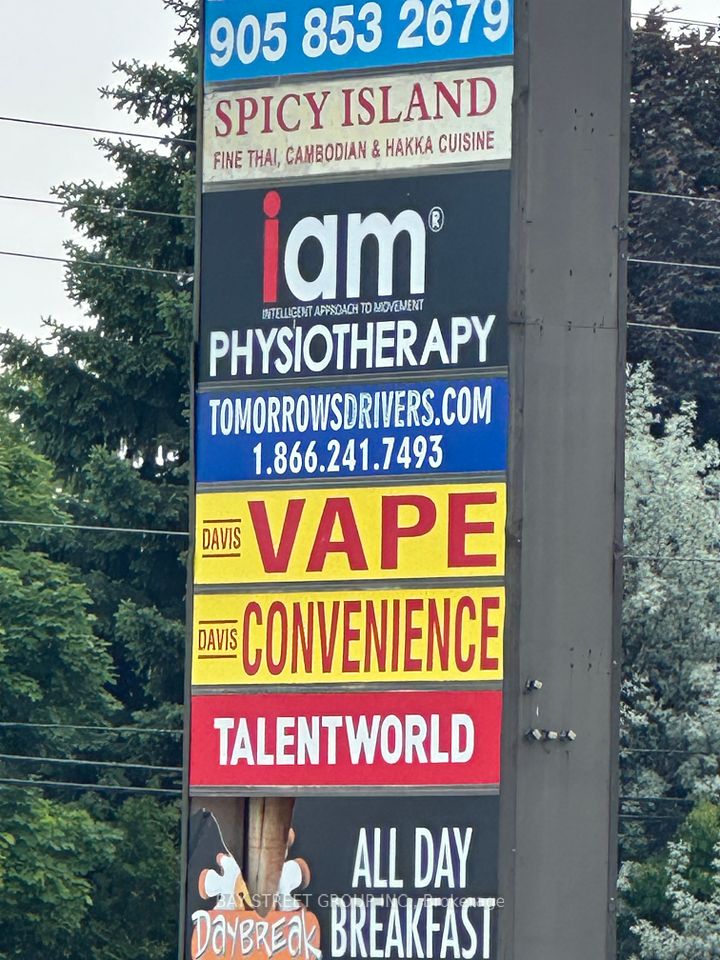 905 853 2679
SPICY ISLAND
FINE THAI, CAMBODIAN & HAKKA CUISINE
iam®
INTELLIGENT APPROACH TO MOVEMENT
PHYSIOTHERAPY
TOMORROWSDRIVERS.COM
1.866.241.7493
DAVIS VAPE
DAVIS CONVENIENCE
TALENTWORLD
ALL DAY
BREAKFAST
DAYBREAK
BAY STREET GROUP INC., Brokerage